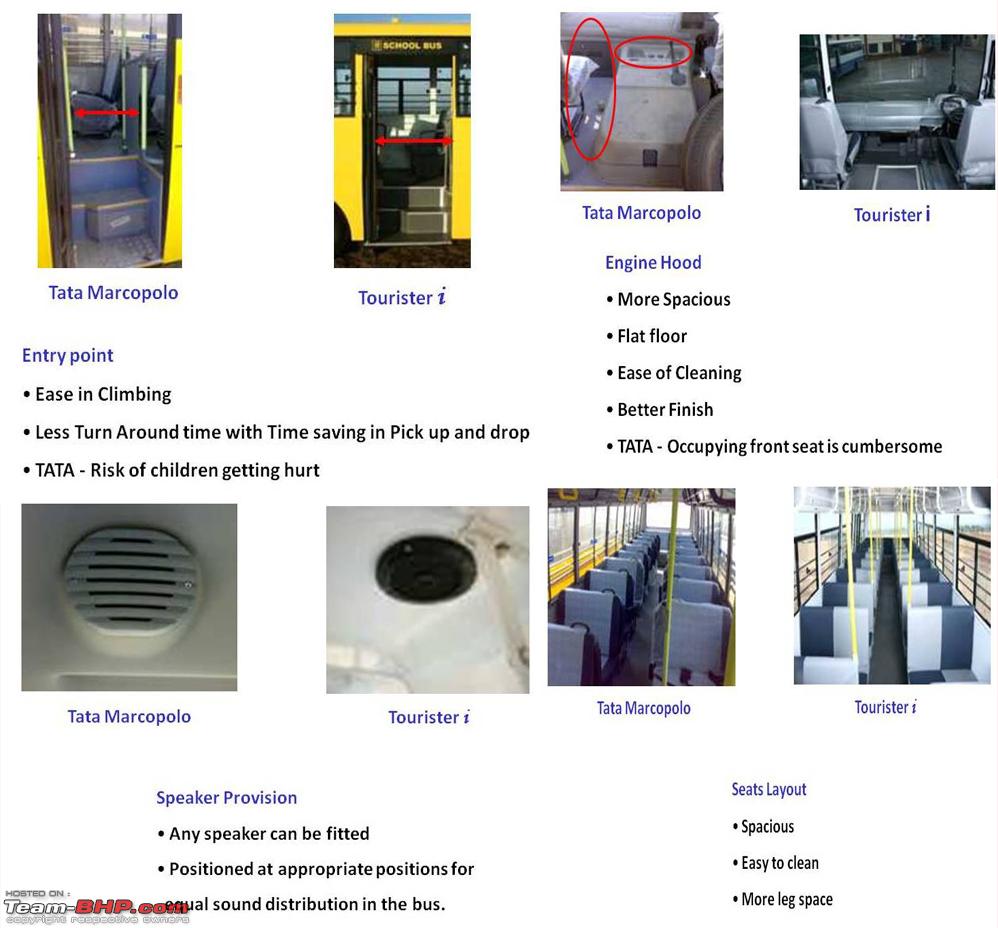 SCHOOL BUS
Tata Marcopolo
Tourister i
Entry point
• Ease in Climbing
• Less Turn Around time with Time saving in Pick up and drop
• TATA - Risk of children getting hurt
Tata Marcopolo
Tourister i
Engine Hood
• More Spacious
• Flat floor
• Ease of Cleaning
• Better Finish
• TATA - Occupying front seat is cumbersome
Tata Marcopolo
Tourister i
Speaker Provision
• Any speaker can be fitted
• Positioned at appropriate positions for
equal sound distribution in the bus.
Tata Marcopolo
Tourister i
Seats Layout
• Spacious
• Easy to clean
• More leg space
HOSTED ON :
Team-BHP.com
copyright respective owners